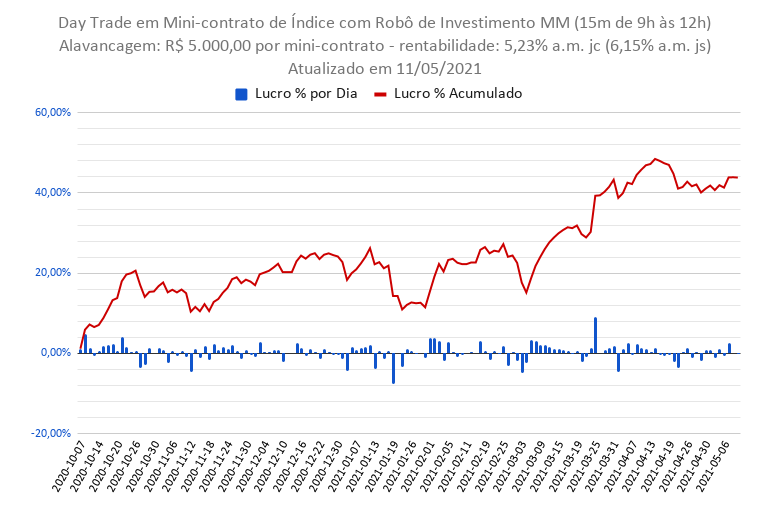 Day Trade em Mini-contrato de Índice com Robô de Investimento MM (15m de 9h às 12h)
Alavancagem: R$ 5.000,00 por mini-contrato - rentabilidade: 5,23% a.m. jc (6,15% a.m. js)
Atualizado em 11/05/2021
Lucro % por Dia Lucro % Acumulado
60,00%
40,00%
20,00%
0,00%
-20,00%
2020-10-07 2020-10-14 2020-10-20 2020-10-26 2020-10-30 2020-11-06 2020-11-12 2020-11-18 2020-11-24 2020-11-30 2020-12-04 2020-12-10 2020-12-16 2020-12-22 2020-12-30 2021-01-07 2021-01-13 2021-01-19 2021-01-26 2021-02-01 2021-02-05 2021-02-11 2021-02-19 2021-02-25 2021-03-03 2021-03-09 2021-03-15 2021-03-19 2021-03-25 2021-03-31 2021-04-07 2021-04-13 2021-04-19 2021-04-26 2021-04-30 2021-05-06